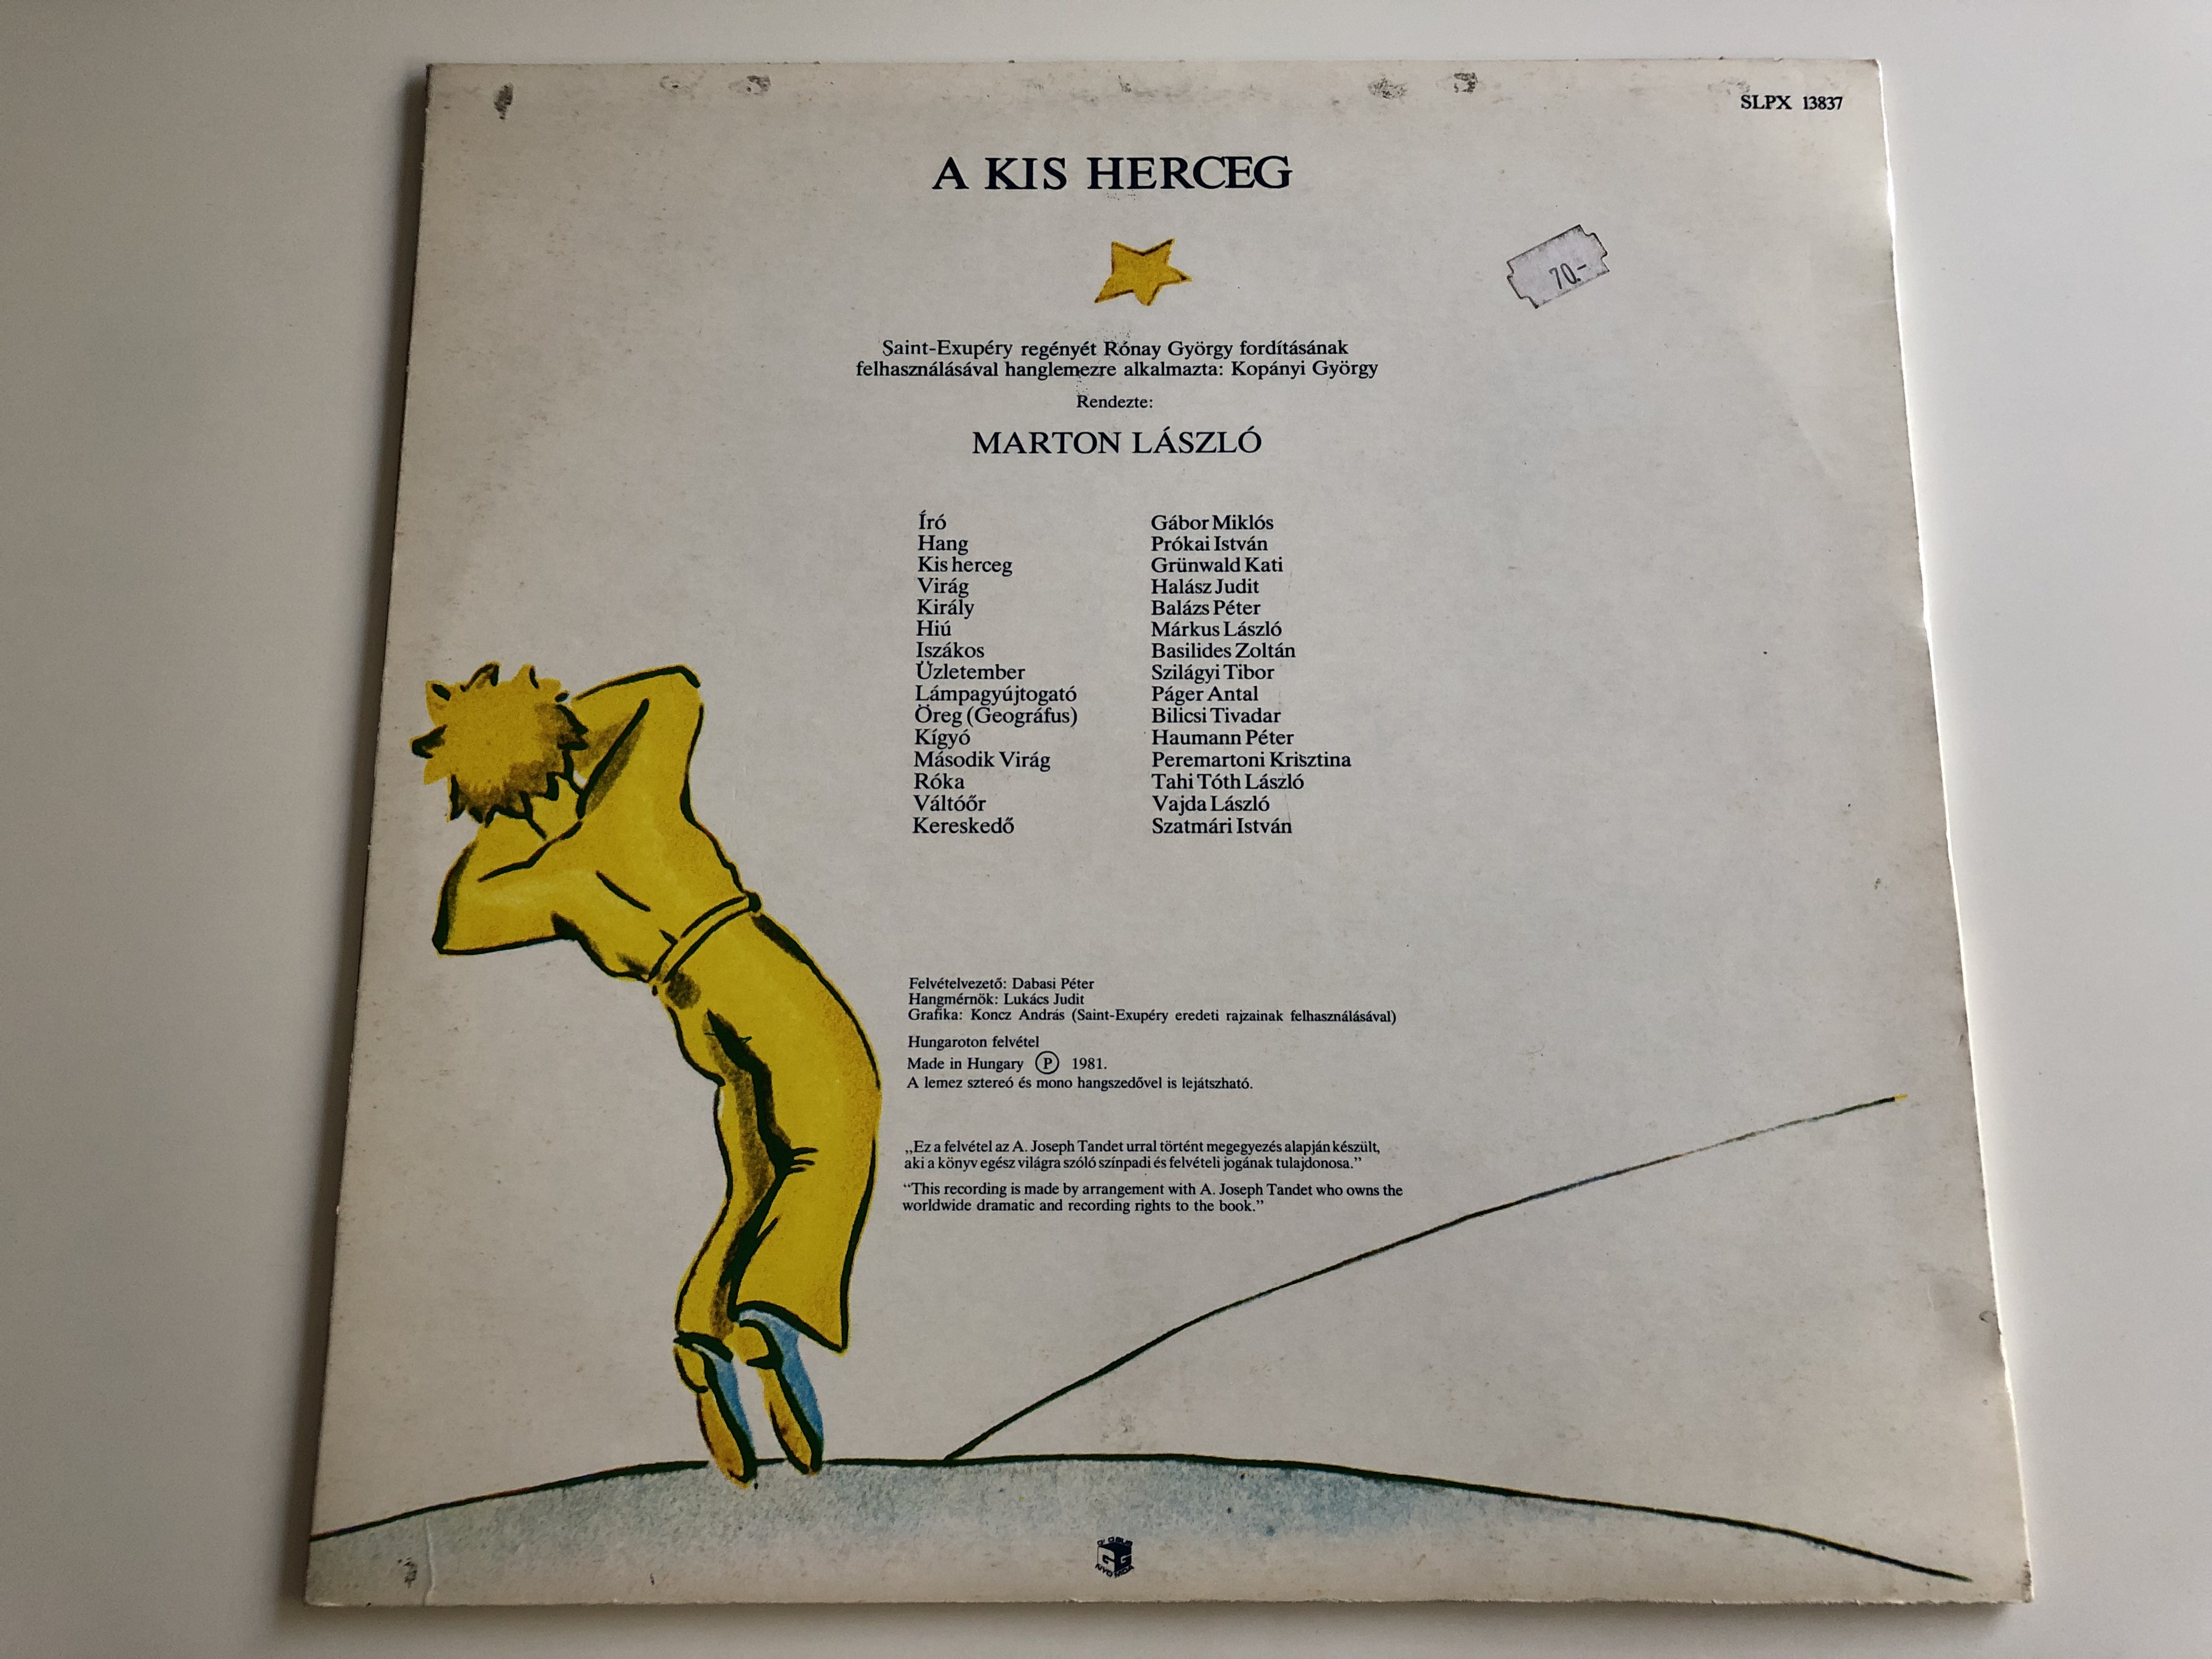 SLPX 13837
A KIS HERCEG
70.-
Saint-Exupéry regényét Rónay György fordításának
felhasználásával hanglemezre alkalmazta: Kopányi György
Rendezte:
MARTON LÁSZLÓ
Író Gábor Miklós
Hang Prókai István
Kis herceg Grünwald Kati
Virág Halász Judit
Király Balázs Péter
Hiú Márkus László
Iszákos Basilides Zoltán
Üzletember Szilágyi Tibor
Lámpagyújtogató Páger Antal
Öreg (Geográfus) Bilicsi Tivadar
Kígyó Haumann Péter
Második Virág Peremartoni Krisztina
Róka Tahi Tóth László
Váltóőr Vajda László
Kereskedő Szatmári István
Felvételvezető: Dabasi Péter
Hangmérnök: Lukács Judit
Grafika: Koncz András (Saint-Exupéry eredeti rajzainak felhasználásával)
Hungaroton felvétel
Made in Hungary Ⓟ 1981.
A lemez sztereó és mono hangszedővel is lejátszható.
„Ez a felvétel az A. Joseph Tandet urral történt megegyezés alapján készült,
aki a könyv egész világra szóló színpadi és felvételi jogának tulajdonosa.”
“This recording is made by arrangement with A. Joseph Tandet who owns the
worldwide dramatic and recording rights to the book.”